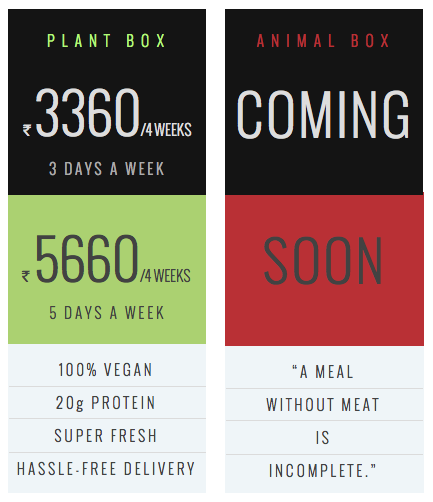 PLANT BOX
₹3360/4 WEEKS
3 DAYS A WEEK
₹5660/4 WEEKS
5 DAYS A WEEK
100% VEGAN
20g PROTEIN
SUPER FRESH
HASSLE-FREE DELIVERY
ANIMAL BOX
COMING
SOON
“A MEAL
WITHOUT MEAT
IS
INCOMPLETE.”